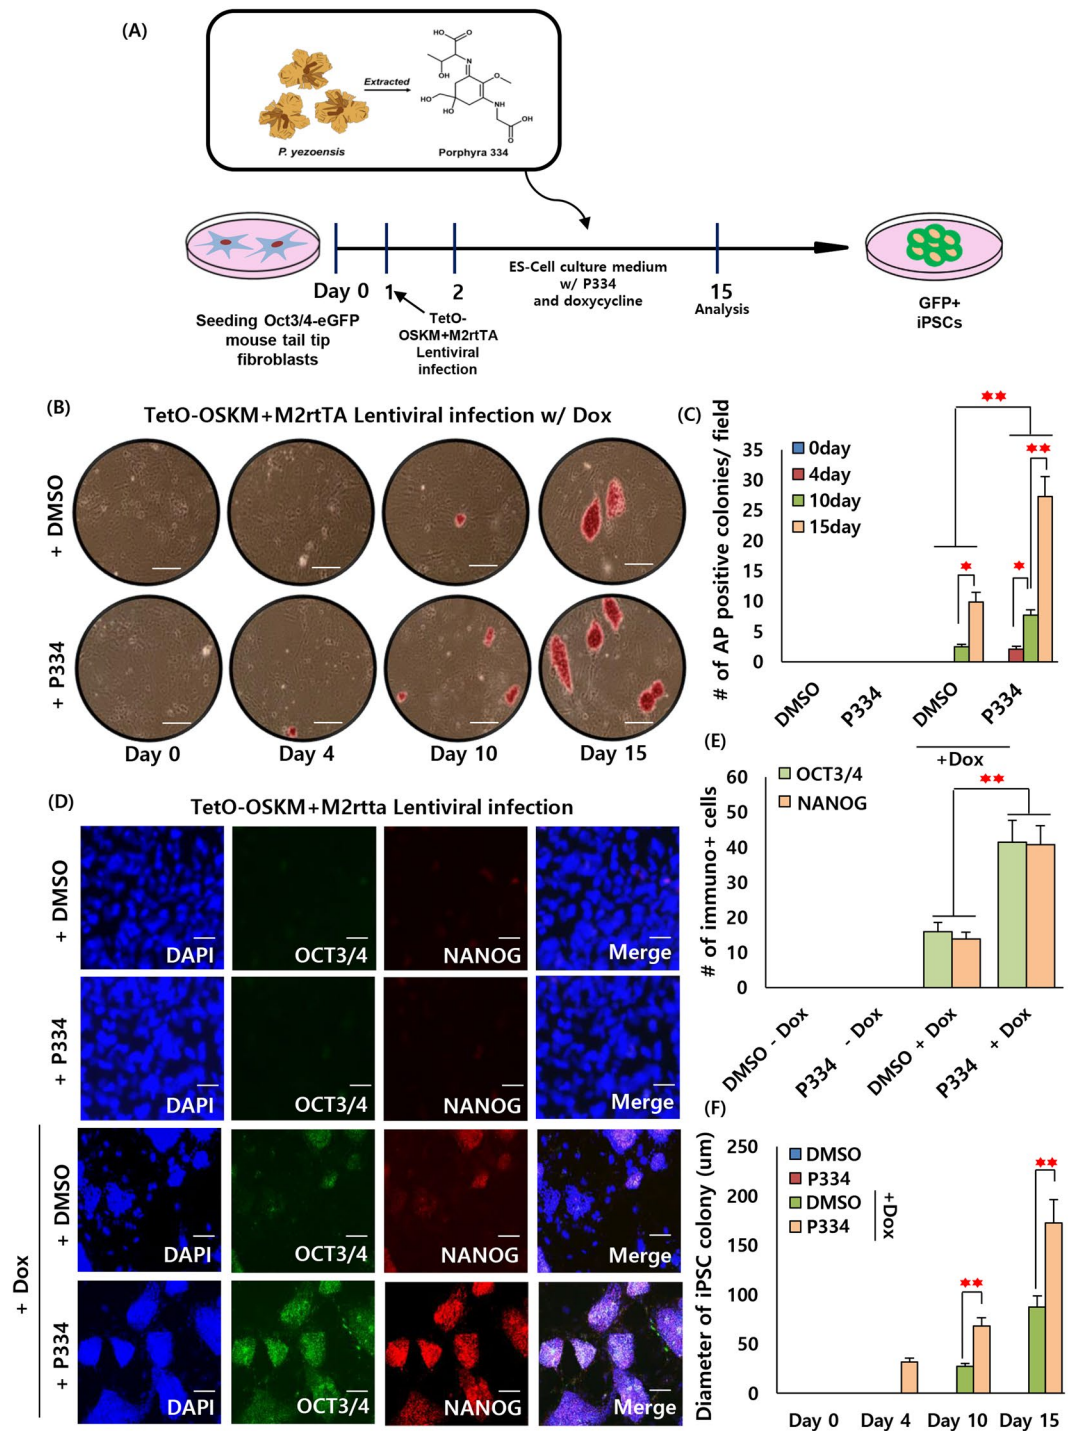 (A)
HO
O
OH
N
O
HO
HO
NH
OH
O
Extracted
P. yezoensis
Porphyra 334
Day 0
1
2
15
Seeding Oct3/4-eGFP
mouse tail tip
fibroblasts
TetO-
OSKM+M2rtTA
Lentiviral
infection
ES-Cell culture medium
w/ P334
and doxycycline
Analysis
GFP+
iPSCs
(B)
TetO-OSKM+M2rtTA Lentiviral infection w/ Dox
+ DMSO
+ P334
Day 0
Day 4
Day 10
Day 15
(C)
# of AP positive colonies/ field
35
30
25
20
15
10
5
0
0day
4day
10day
15day
**
**
*
*
DMSO
P334
DMSO
P334
+Dox
(D)
TetO-OSKM+M2rtta Lentiviral infection
+ DMSO
DAPI
OCT3/4
NANOG
Merge
+ P334
DAPI
OCT3/4
NANOG
Merge
+ Dox
+ DMSO
DAPI
OCT3/4
NANOG
Merge
+ P334
DAPI
OCT3/4
NANOG
Merge
(E)
# of immuno+ cells
60
50
40
30
20
10
0
OCT3/4
NANOG
**
DMSO - Dox
P334 - Dox
DMSO + Dox
P334 + Dox
(F)
Diameter of iPSC colony (um)
250
200
150
100
50
0
DMSO
P334
DMSO
P334
+Dox
**
**
Day 0
Day 4
Day 10
Day 15